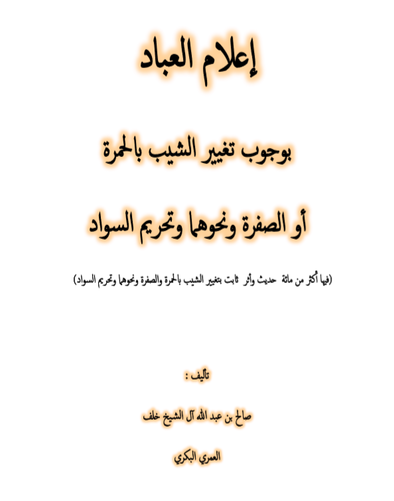 إعلام العباد
بوجوب تغيير الشيب بالحمرة
أو الصفرة ونحوهما وتحريم السواد
(فيها أكثر من مائة حديث وأثر ثابت بتغيير الشيب بالحمرة والصفرة ونحوهما وتحريم السواد)
تأليف :
صالح بن عبد الله آل الشيخ خلف
العمري البكري